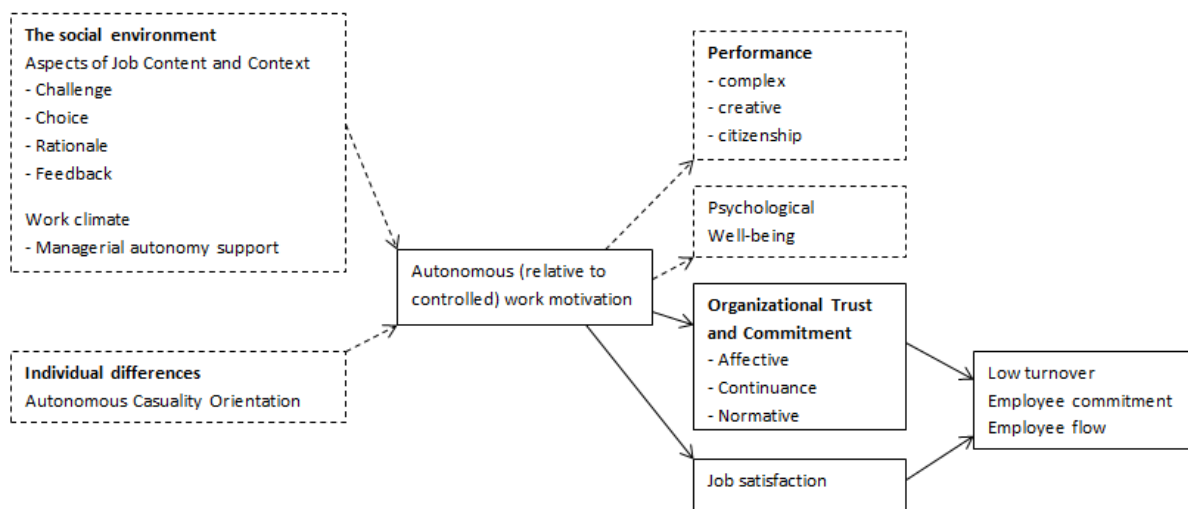 The social environment
Aspects of Job Content and Context
- Challenge
- Choice
- Rationale
- Feedback
Work climate
- Managerial autonomy support
Individual differences
Autonomous Casuality Orientation
Autonomous (relative to
controlled) work motivation
Performance
- complex
- creative
- citizenship
Psychological
Well-being
Organizational Trust
and Commitment
- Affective
- Continuance
- Normative
Job satisfaction
Low turnover
Employee commitment
Employee flow